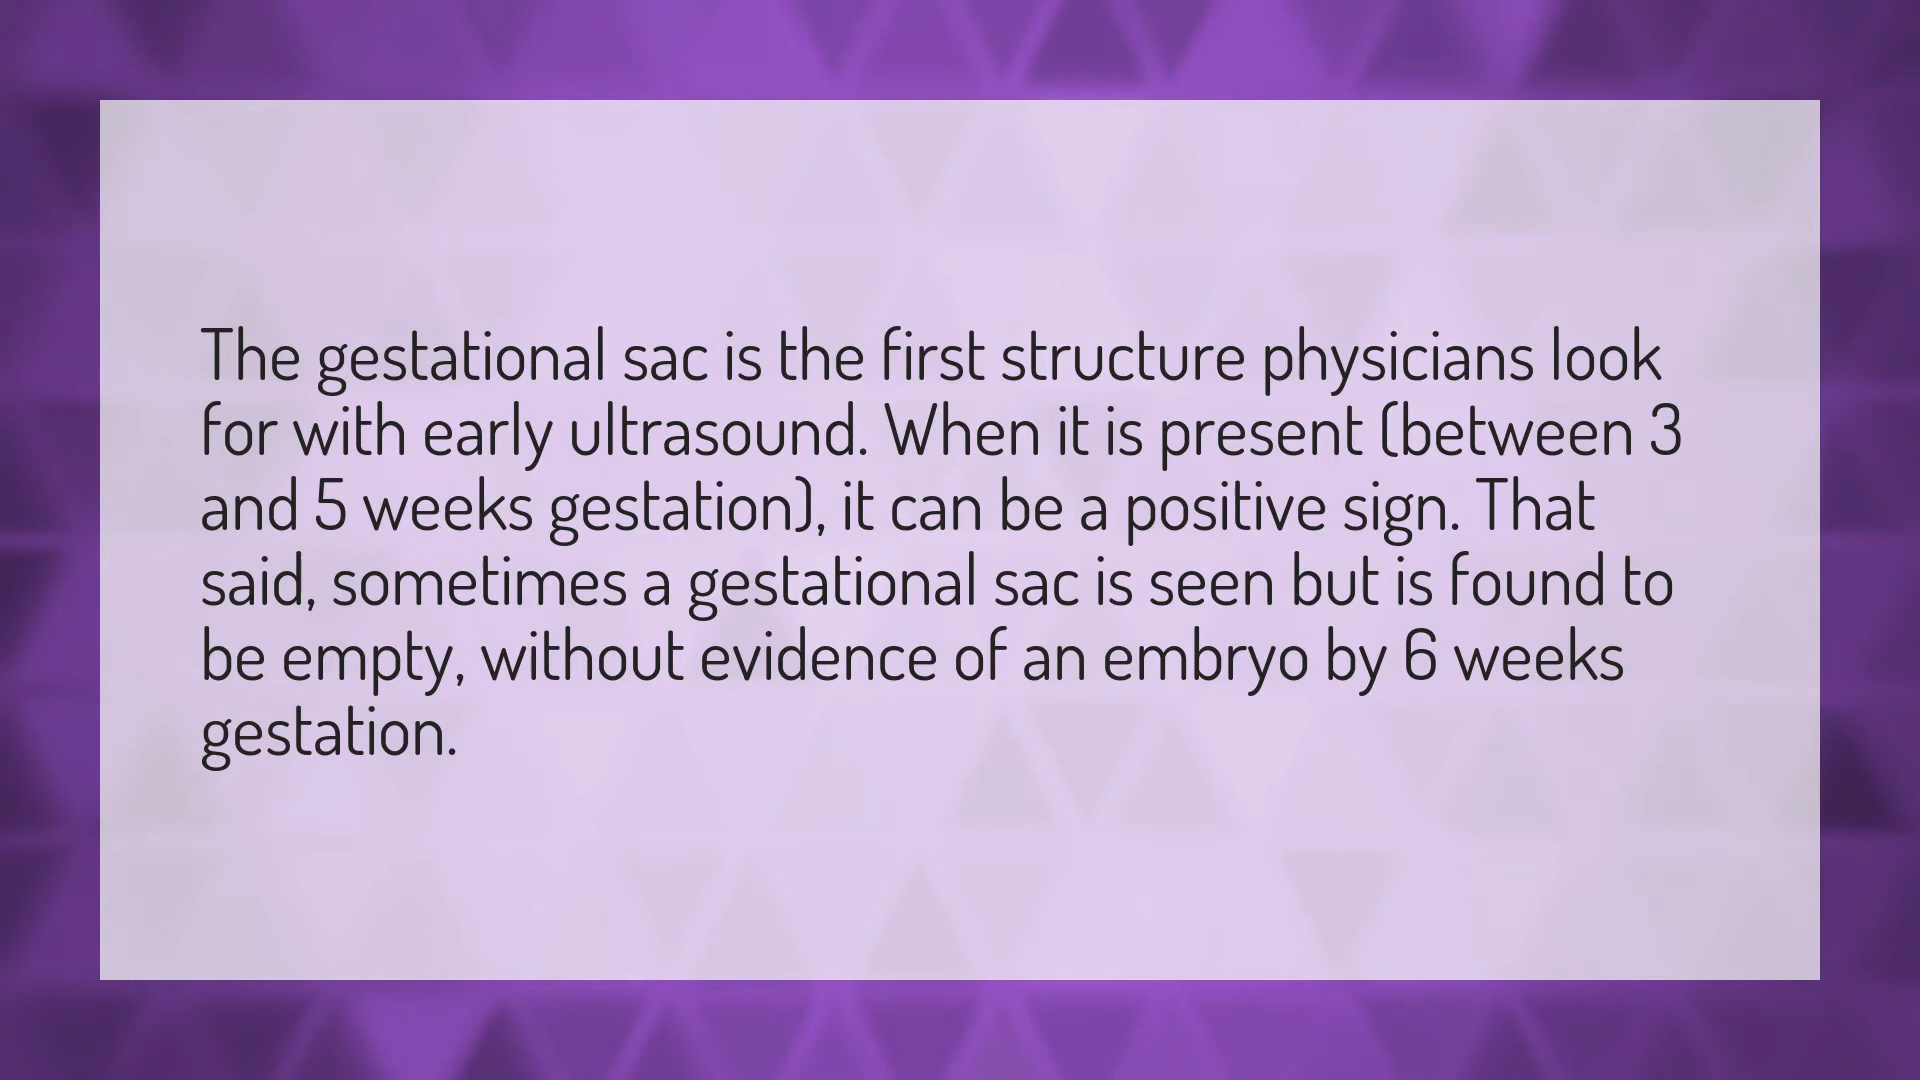 The gestational sac is the first structure physicians look
for with early ultrasound. When it is present (between 3
and 5 weeks gestation), it can be a positive sign. That
said, sometimes a gestational sac is seen but is found to
be empty, without evidence of an embryo by 6 weeks
gestation.